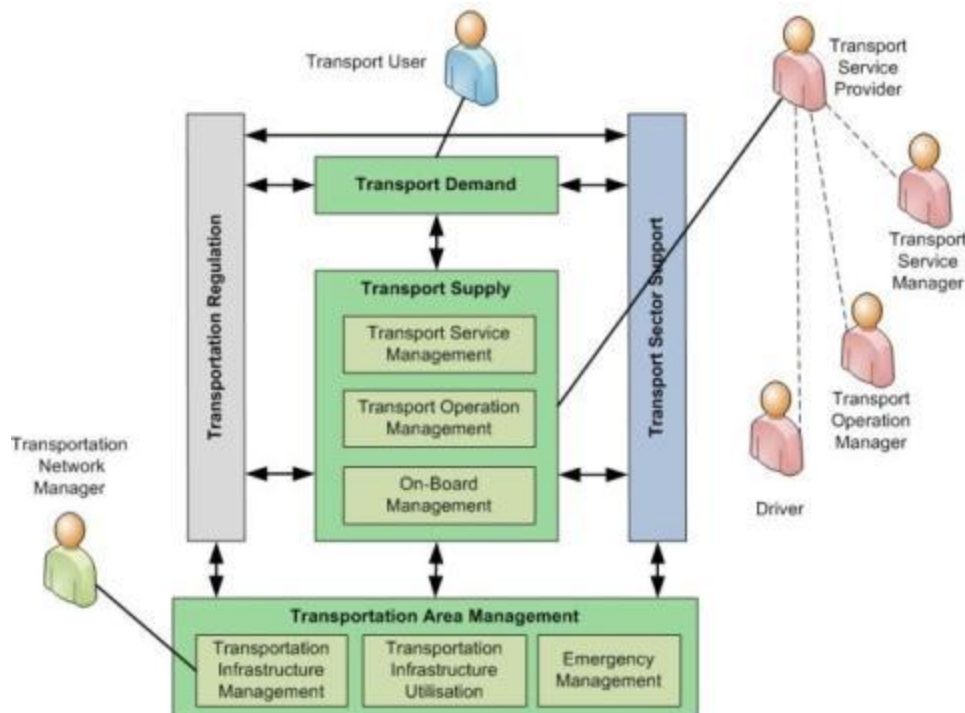 Transport User
Transport
Service
Provider
Transport Demand
Transportation Regulation
Transport Sector Support
Transport Service Manager
Transport Supply
Transport Service
Management
Transport Operation
Management
On-Board
Management
Transport
Operation
Manager
Driver
Transportation
Network
Manager
Transportation Area Management
Transportation
Infrastructure
Management
Transportation
Infrastructure
Utilisation
Emergency
Management